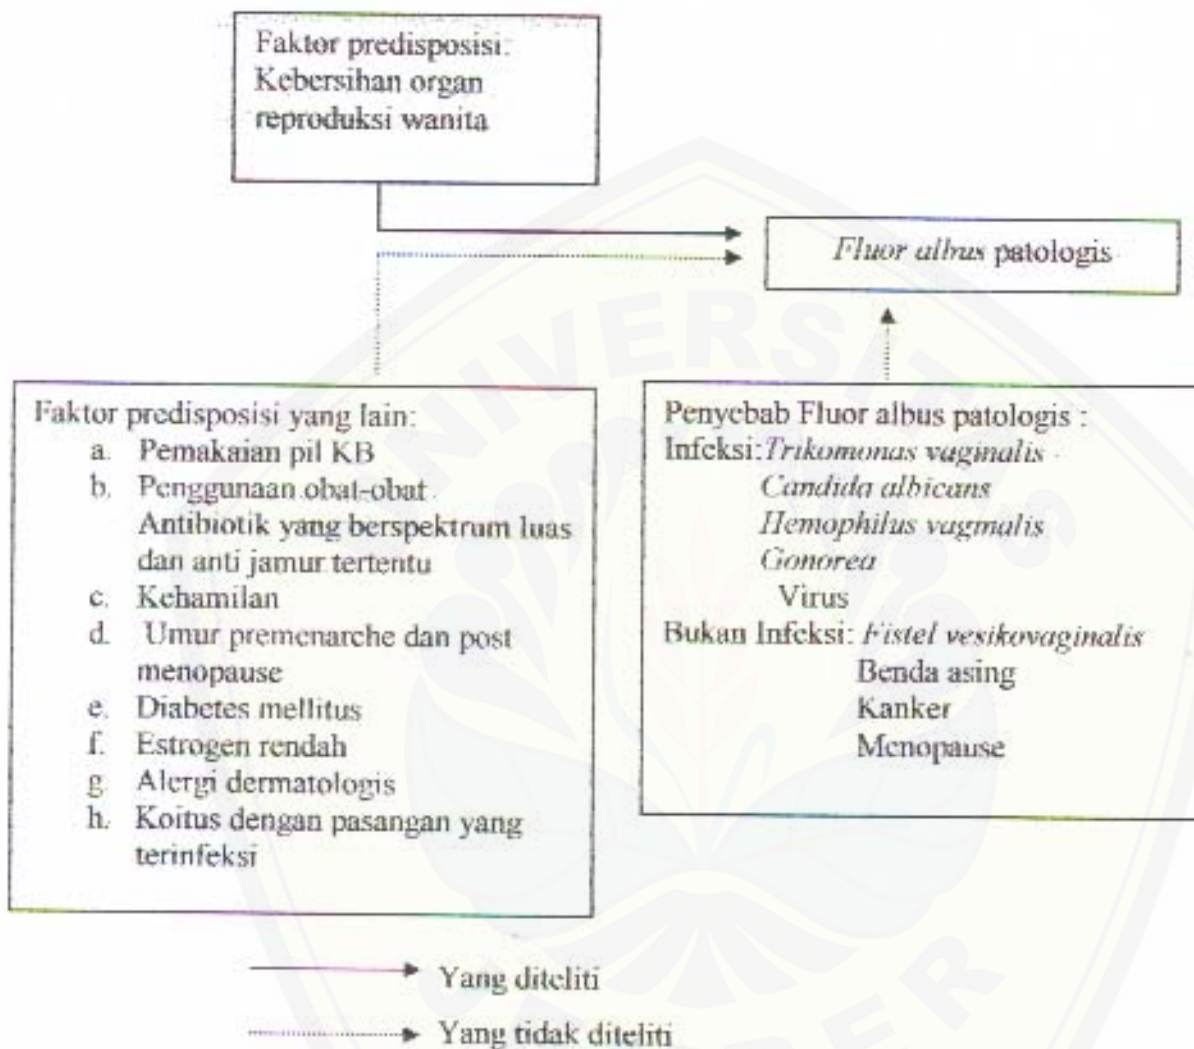 Faktor predisposisi:
Kebersihan organ
reproduksi wanita
Fluor albus patologis
Faktor predisposisi yang lain:
a. Pemakaian pil KB
b. Penggunaan obat-obat
Antibiotik yang berspektrum luas
dan anti jamur tertentu
c. Kehamilan
d. Umur premenarche dan post
menopause
e. Diabetes mellitus
f. Estrogen rendah
g. Alergi dermatologis
h. Koitus dengan pasangan yang
terinfeksi
Penyebab Fluor albus patologis :
Infeksi: Trikomonas vaginalis
Candida albicans
Hemophilus vaginalis
Gonorea
Virus
Bukan Infeksi: Fistel vesikovaginalis
Benda asing
Kanker
Menopause
Yang diteliti
Yang tidak diteliti
UNIVERSITAS